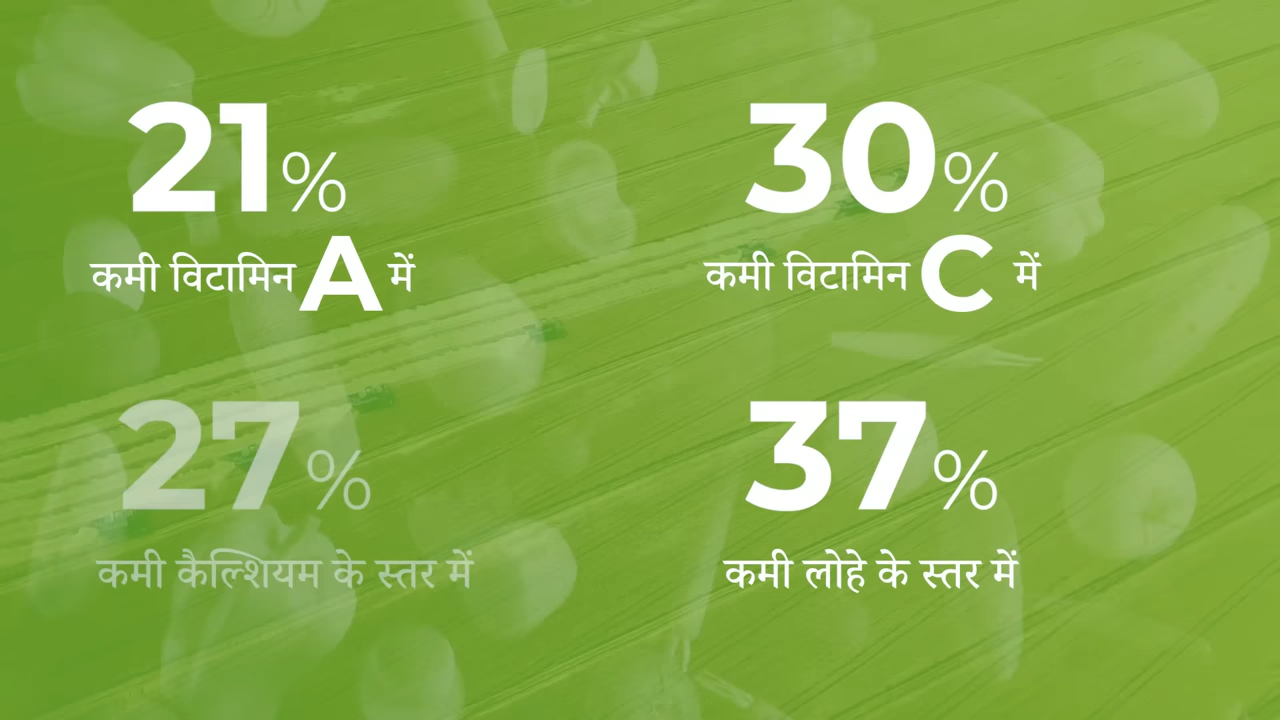 21%
कमी विटामिन A में
30%
कमी विटामिन C में
27%
कमी कैल्शियम के स्तर में
37%
कमी लोहे के स्तर में